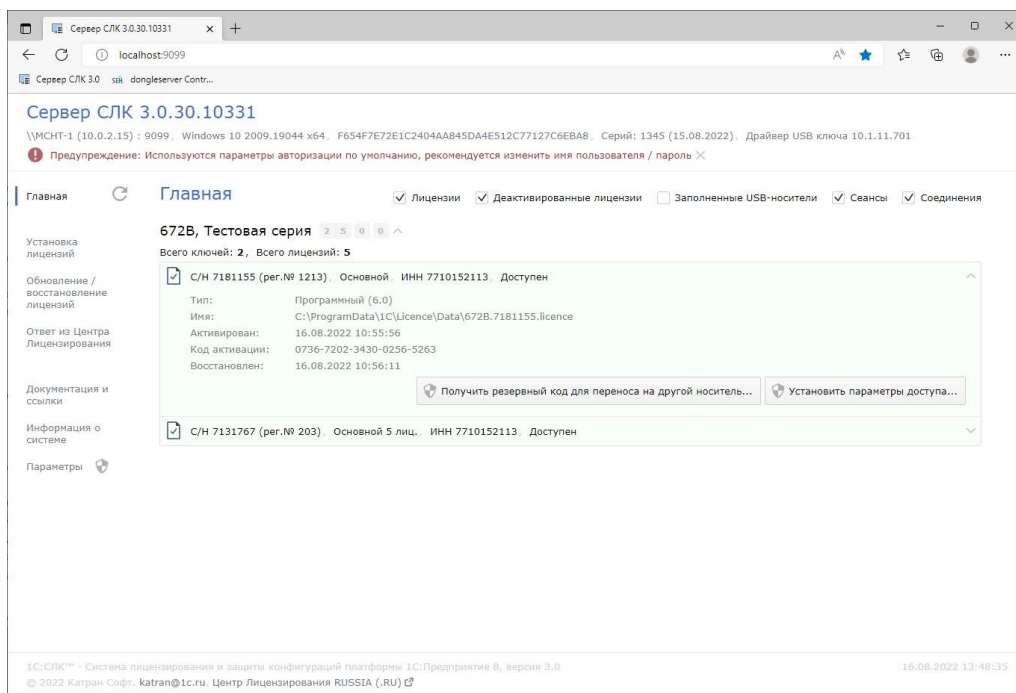 Сервер СЛК 3.0.30.10331
localhost:9099
Сервер СЛК 3.0 seh dongleserver Contr...
Сервер СЛК 3.0.30.10331
\\МСНТ-1 (10.0.2.15) : 9099, Windows 10 2009.19044 x64, F654F7E72E1C2404AA845DA4E512C77127C6EBA8, Серий: 1345 (15.08.2022), Драйвер USB ключа 10.1.11.701
Предупреждение: Используются параметры авторизации по умолчанию, рекомендуется изменить имя пользователя / пароль
Главная
Главная
Лицензии Деактивированные лицензии Заполненные USB-носители Сеансы Соединения
Установка
лицензий
Обновление /
восстановление
лицензий
Ответ из Центра
Лицензирования
Документация и
ссылки
Информация о
системе
Параметры
672B, Тестовая серия 2 5 0 0
Всего ключей: 2, Всего лицензий: 5
С/Н 7181155 (рег.№ 1213), Основной, ИНН 7710152113, Доступен
Тип: Программный (6.0)
Имя: C:\ProgramData\1C\Licence\Data\672B.7181155.licence
Активирован: 16.08.2022 10:55:56
Код активации: 0736-7202-3430-0256-5263
Восстановлен: 16.08.2022 10:56:11
Получить резервный код для переноса на другой носитель... Установить параметры доступа...
С/Н 7131767 (рег.№ 203), Основной 5 лиц., ИНН 7710152113, Доступен
1С:СЛК™ - Система лицензирования и защиты конфигураций платформы 1С:Предприятие 8, версия 3.0
16.08.2022 13:48:35
© 2022 Катран Софт. katran@1c.ru, Центр Лицензирования RUSSIA (.RU)